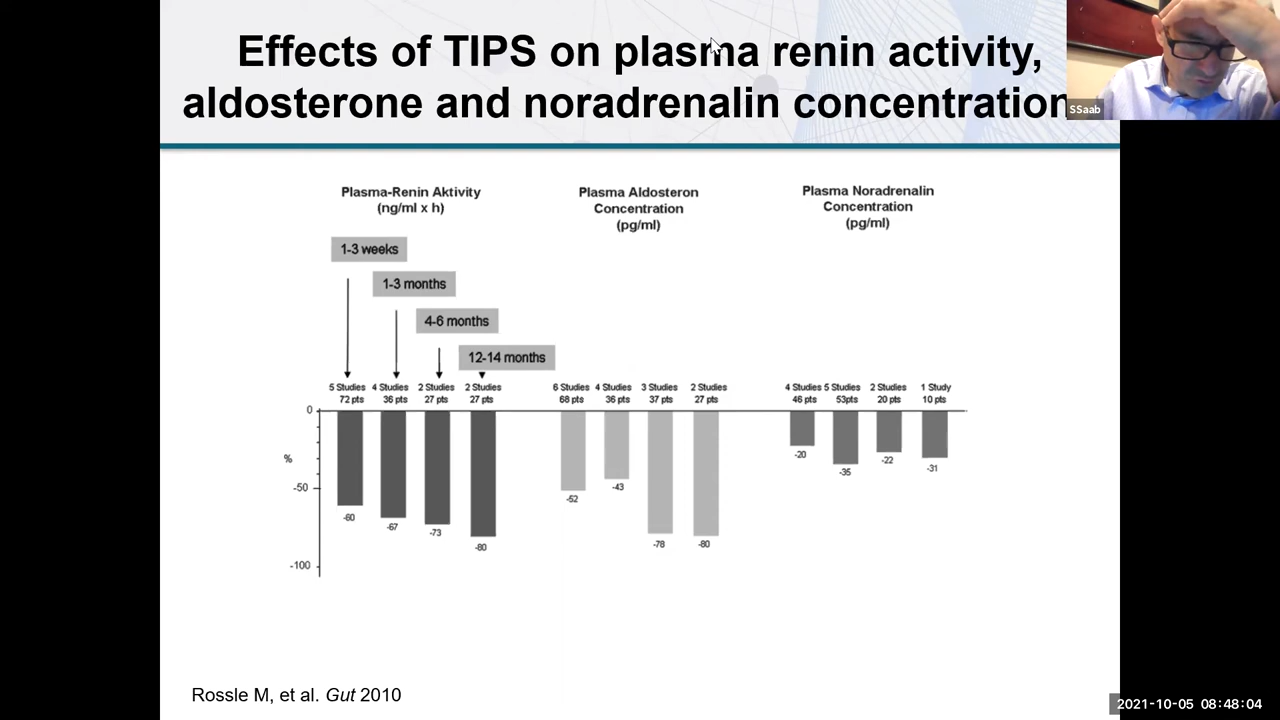 Effects of TIPS on plasma renin activity,
aldosterone and noradrenalin concentration
SSaab
Plasma-Renin Aktivity
(ng/ml x h)
Plasma Aldosteron
Concentration
(pg/ml)
Plasma Noradrenalin
Concentration
(pg/ml)
1-3 weeks
1-3 months
4-6 months
12-14 months
5 Studies 4 Studies 2 Studies 2 Studies
72 pts 36 pts 27 pts 27 pts
6 Studies 4 Studies 3 Studies 2 Studies
68 pts 36 pts 37 pts 27 pts
4 Studies 5 Studies 2 Studies 1 Study
46 pts 53pts 20 pts 10 pts
0
%
-50
-100
-60 -67 -73 -80
-52 -43 -78 -80
-20 -35 -22 -31
Rossle M, et al. Gut 2010
2021-10-05 08:48:04